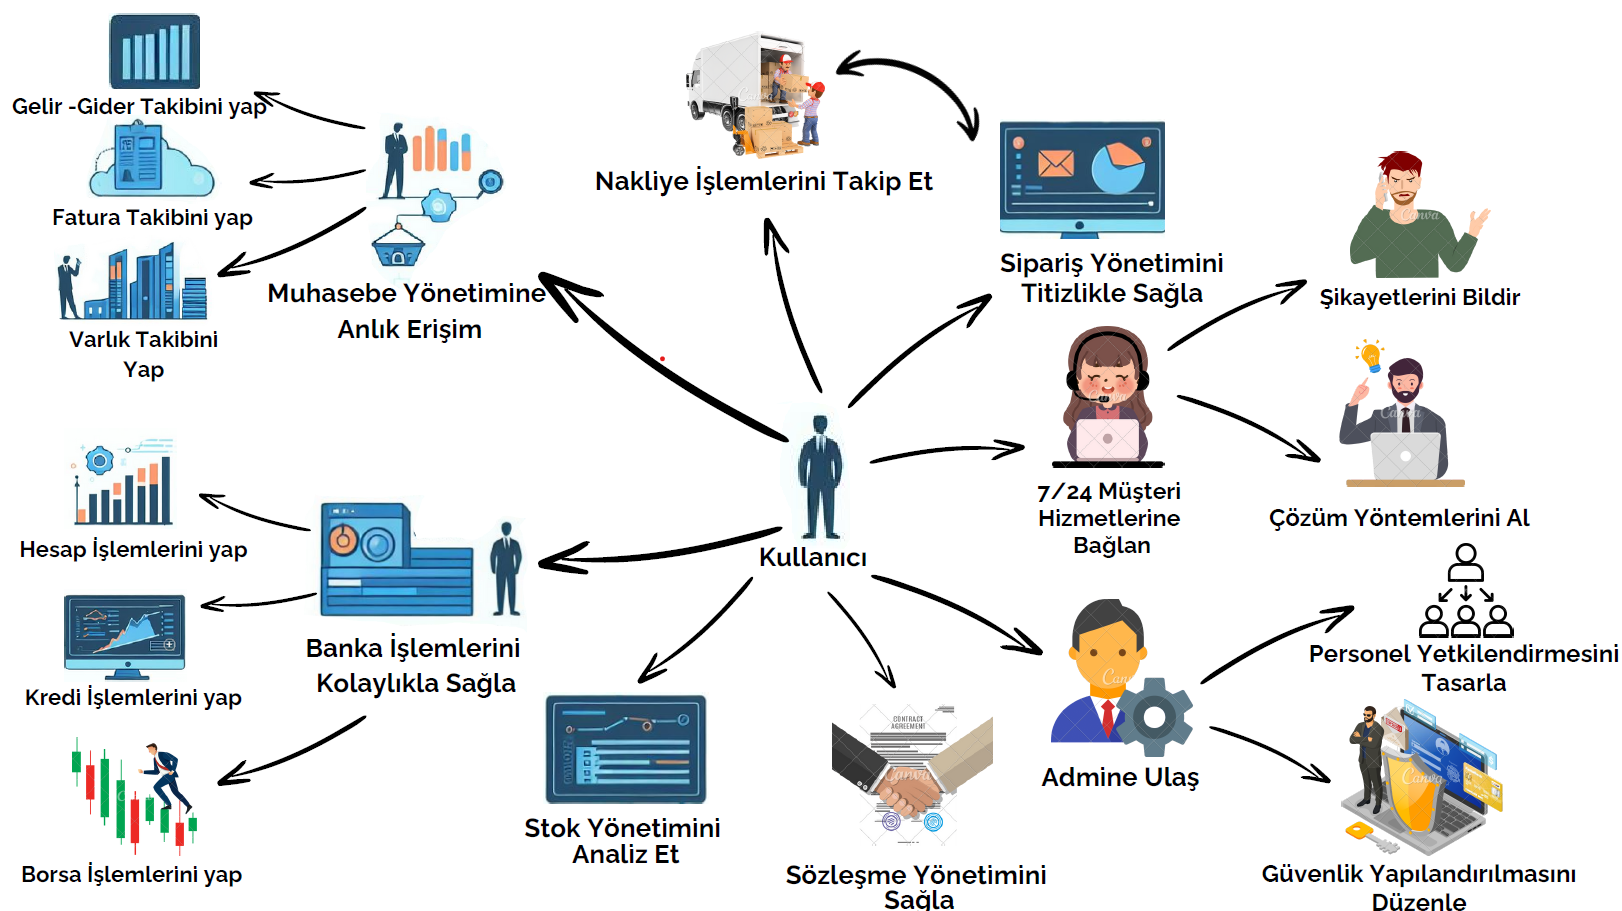 Gelir -Gider Takibini yap
Fatura Takibini yap
Varlık Takibini
Yap
Muhasebe Yönetimine
Anlık Erişim
Nakliye İşlemlerini Takip Et
Sipariş Yönetimini
Titizlikle Sağla
Şikayetlerini Bildir
7/24 Müşteri
Hizmetlerine
Bağlan
Çözüm Yöntemlerini Al
Kullanıcı
Hesap İşlemlerini yap
Kredi İşlemlerini yap
Borsa İşlemlerini yap
Banka İşlemlerini
Kolaylıkla Sağla
Stok Yönetimini
Analiz Et
CONTRACT
AGREEMENT
Canva
Sözleşme Yönetimini
Sağla
Admine Ulaş
Personel Yetkilendirmesini
Tasarla
Canva
Güvenlik Yapılandırılmasını
Düzenle